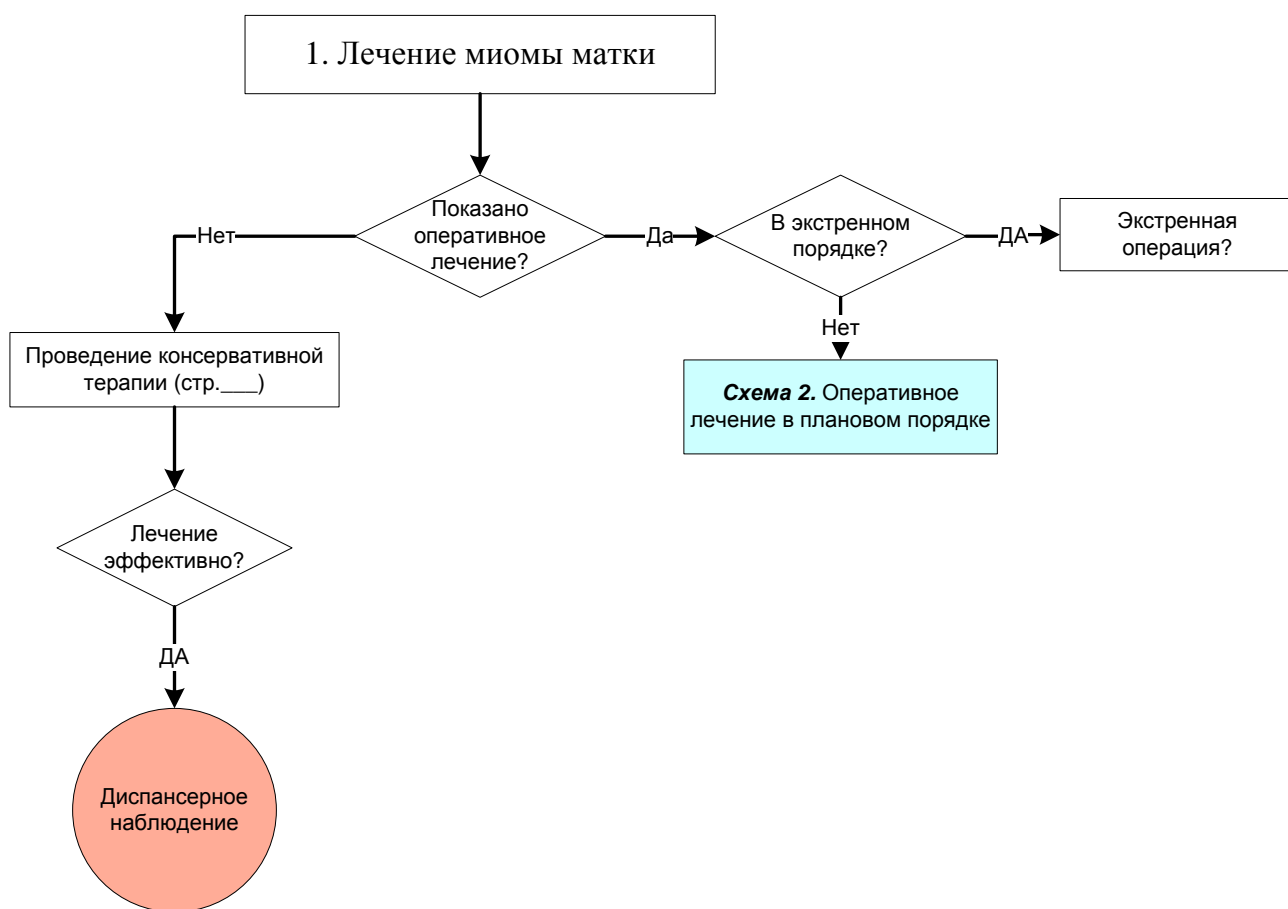 1. Лечение миомы матки
Показано
оперативное
лечение?
Нет
Да
В экстренном
порядке?
ДА
Экстренная
операция?
Нет
Проведение консервативной
терапии (стр.___)
Схема 2. Оперативное
лечение в плановом порядке
Лечение
эффективно?
ДА
Диспансерное
наблюдение